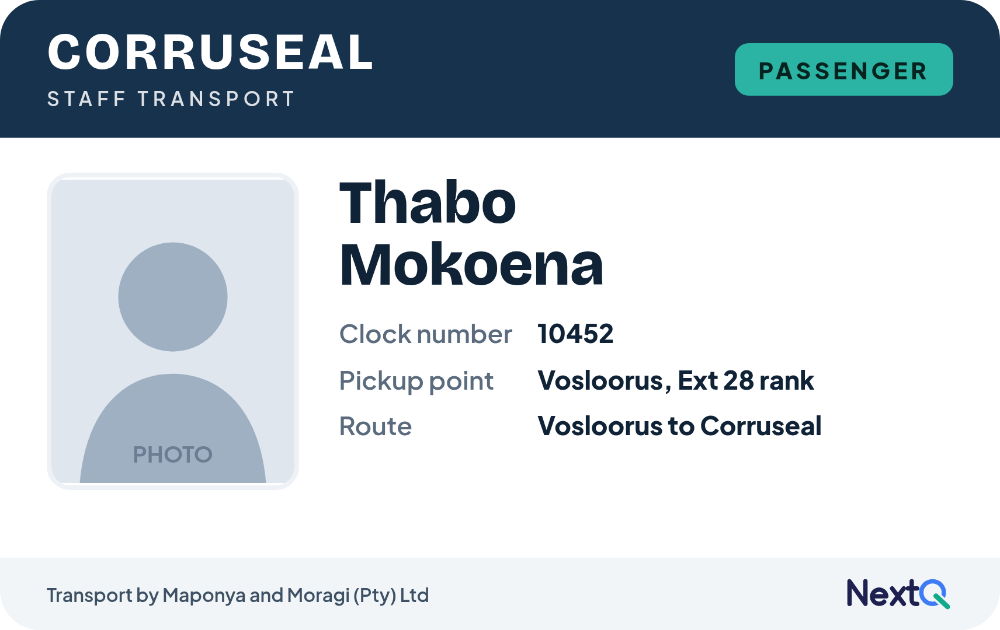 CORRUSEAL
STAFF TRANSPORT
PASSENGER
Thabo
Mokoena
Clock number 10452
Pickup point Vosloorus, Ext 28 rank
Route Vosloorus to Corruseal
PHOTO
Transport by Maponya and Moragi (Pty) Ltd
NextQ